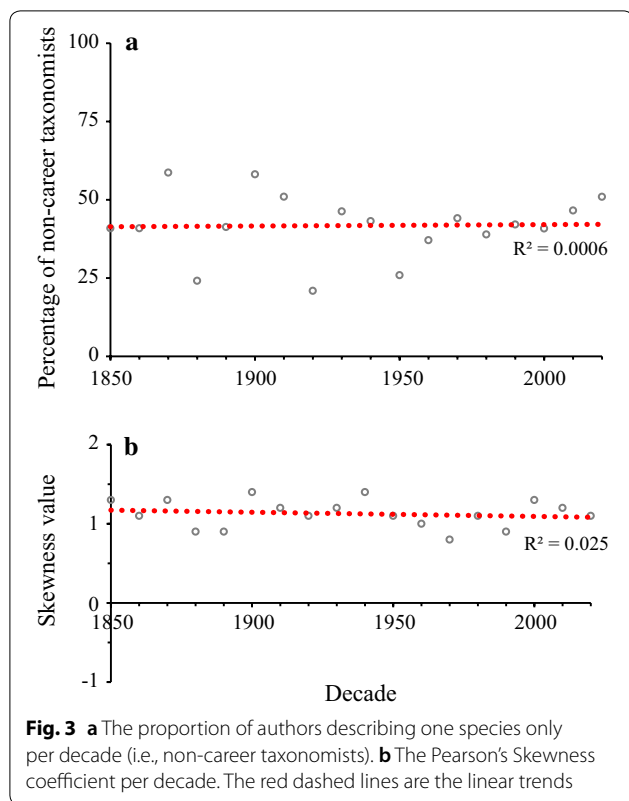 a
100
75
50
25
0
Percentage of non-career taxonomists
R² = 0.0006
1850
1900
1950
2000
b
2
1
0
-1
Skewness value
R² = 0.025
1850
1900
1950
2000
Decade
Fig. 3 a The proportion of authors describing one species only
per decade (i.e., non-career taxonomists). b The Pearson's Skewness
coefficient per decade. The red dashed lines are the linear trends